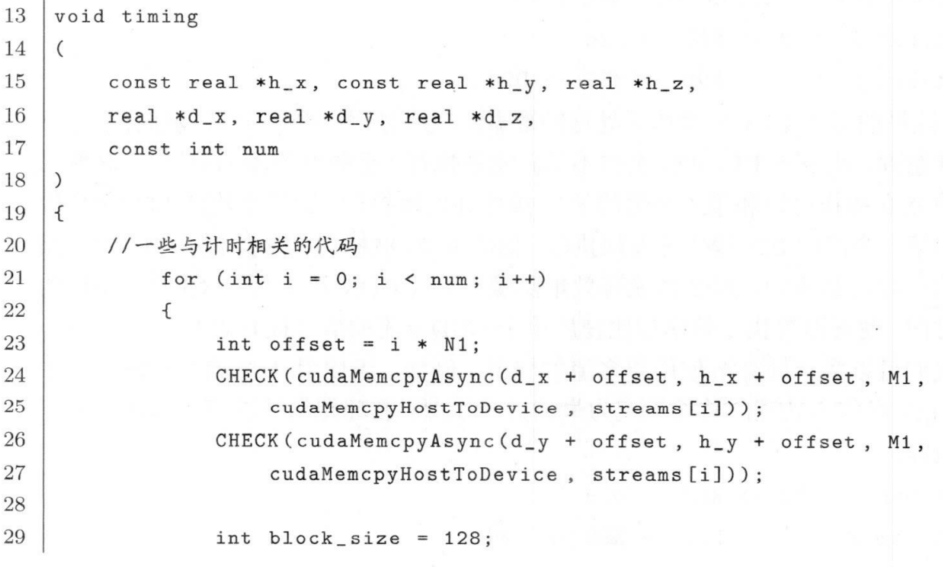 13 void timing
14 (
15     const real *h_x, const real *h_y, real *h_z,
16     real *d_x, real *d_y, real *d_z,
17     const int num
18 )
19 {
20     //一些与计时相关的代码
21         for (int i = 0; i < num; i++)
22         {
23             int offset = i * N1;
24             CHECK(cudaMemcpyAsync(d_x + offset, h_x + offset, M1,
25                 cudaMemcpyHostToDevice, streams[i]));
26             CHECK(cudaMemcpyAsync(d_y + offset, h_y + offset, M1,
27                 cudaMemcpyHostToDevice, streams[i]));
28
29             int block_size = 128;